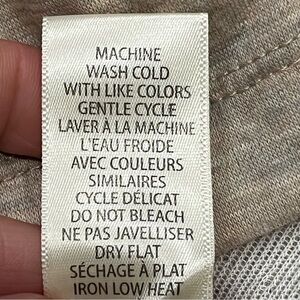 MACHINE
WASH COLD
WITH LIKE COLORS
GENTLE CYCLE
LAVER À LA MACHINE
L'EAU FROIDE
AVEC COULEURS
SIMILAIRES
CYCLE DÉLICAT
DO NOT BLEACH
NE PAS JAVELLISER
DRY FLAT
SÉCHAGE À PLAT
IRON LOW HEAT